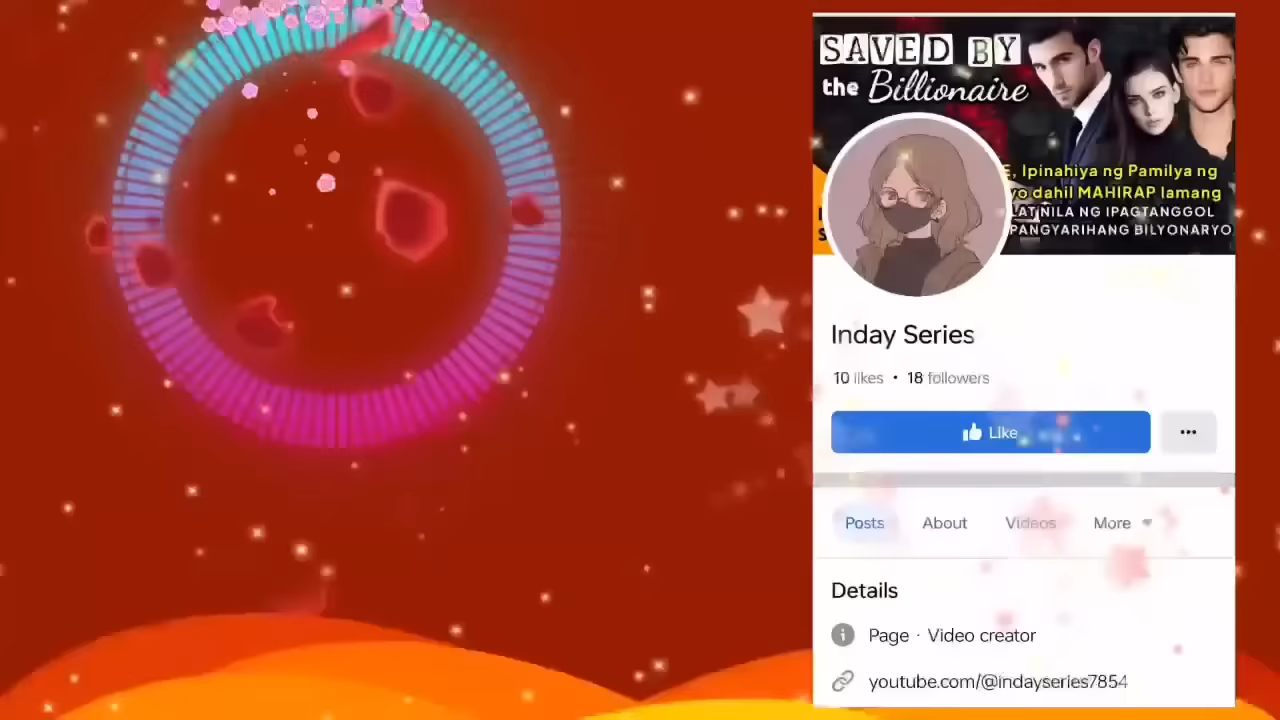 SAVED BY
the Billionaire
E, Ipinahiya ng Pamilya ng
yo dahil MAHIRAP lamang
LAT NILA NG IPAGTANGGOL
PANGYARIHANG BILYONARYO
Inday Series
10 likes • 18 followers
Like
Posts About Videos More
Details
Page · Video creator
youtube.com/@indayseries7854